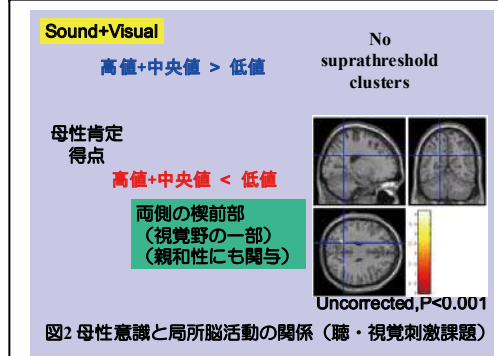 Sound+Visual
高値+中央値 > 低値
No
suprathreshold
clusters
母性肯定
得点
高値+中央値 < 低値
両側の楔前部
（視覚野の一部）
（親和性にも関与）
Uncorrected,P<0.001
図2 母性意識と局所脳活動の関係（聴・視覚刺激課題）